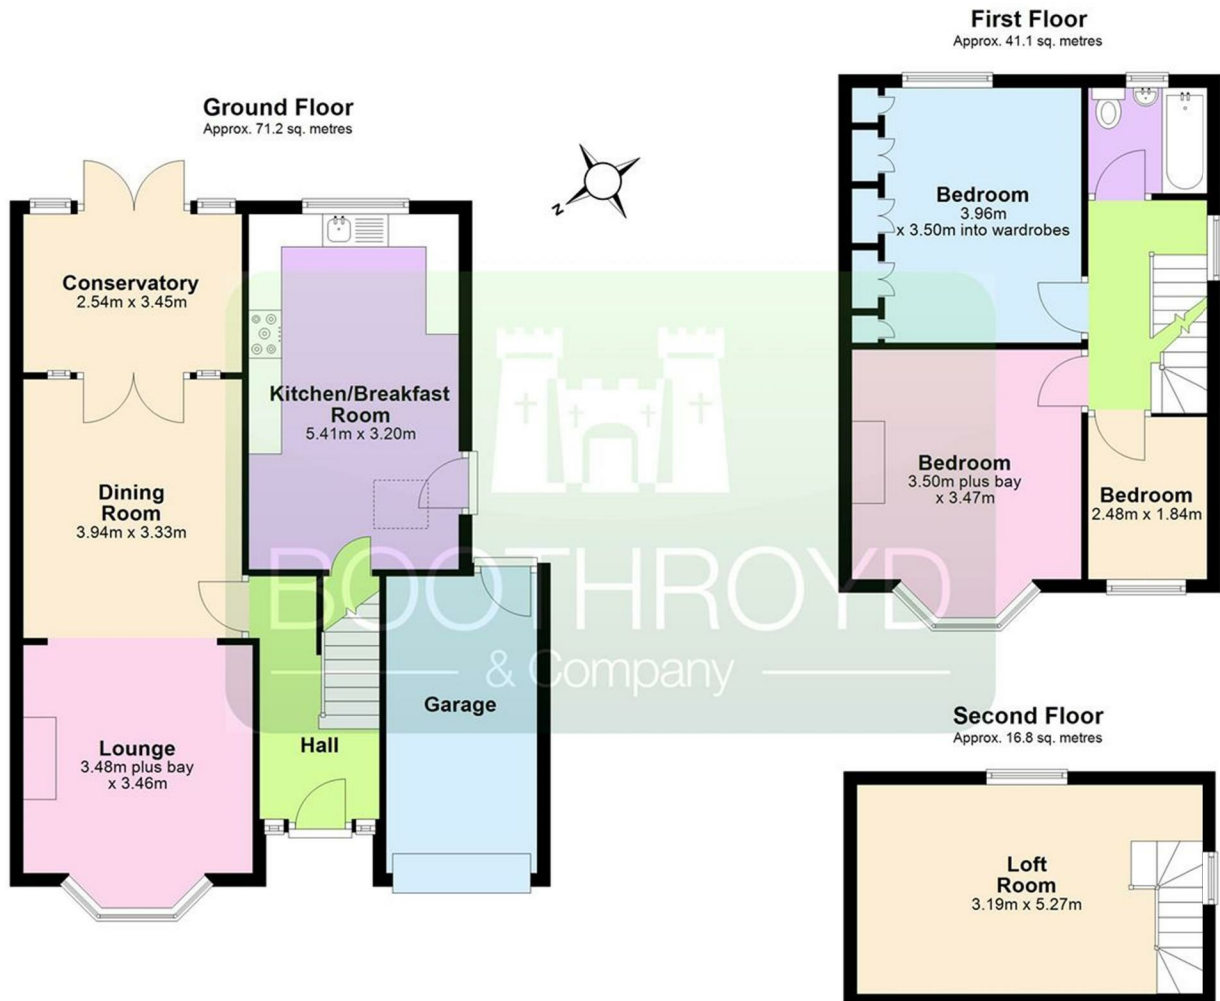 Ground Floor
Approx. 71.2 sq. metres
Conservatory
2.54m x 3.45m
Kitchen/Breakfast
Room
5.41m x 3.20m
Dining
Room
3.94m x 3.33m
Lounge
3.48m plus bay
x 3.46m
Hall
Garage
N
BOOTHROYD
& Company
First Floor
Approx. 41.1 sq. metres
Bedroom
3.96m
x 3.50m into wardrobes
Bedroom
3.50m plus bay
x 3.47m
Bedroom
2.48m x 1.84m
Second Floor
Approx. 16.8 sq. metres
Loft
Room
3.19m x 5.27m